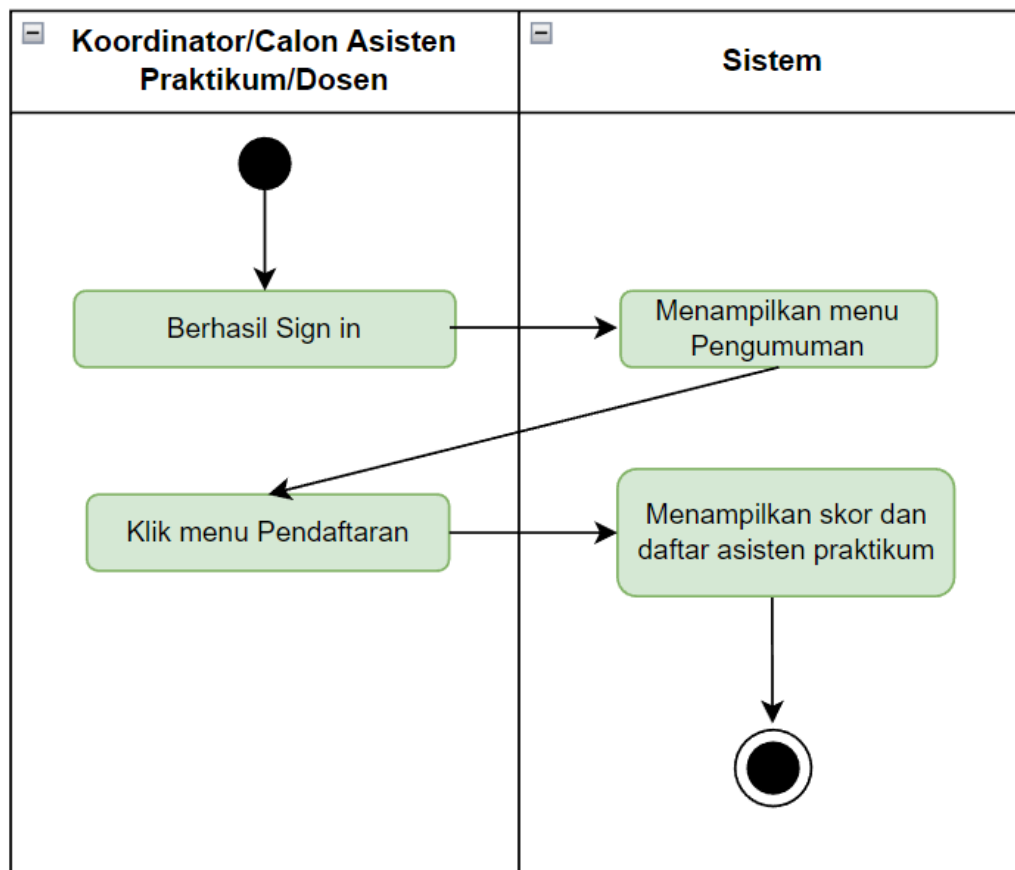 Koordinator/Calon Asisten
Praktikum/Dosen
Sistem
Berhasil Sign in
Menampilkan menu
Pengumuman
Klik menu Pendaftaran
Menampilkan skor dan
daftar asisten praktikum